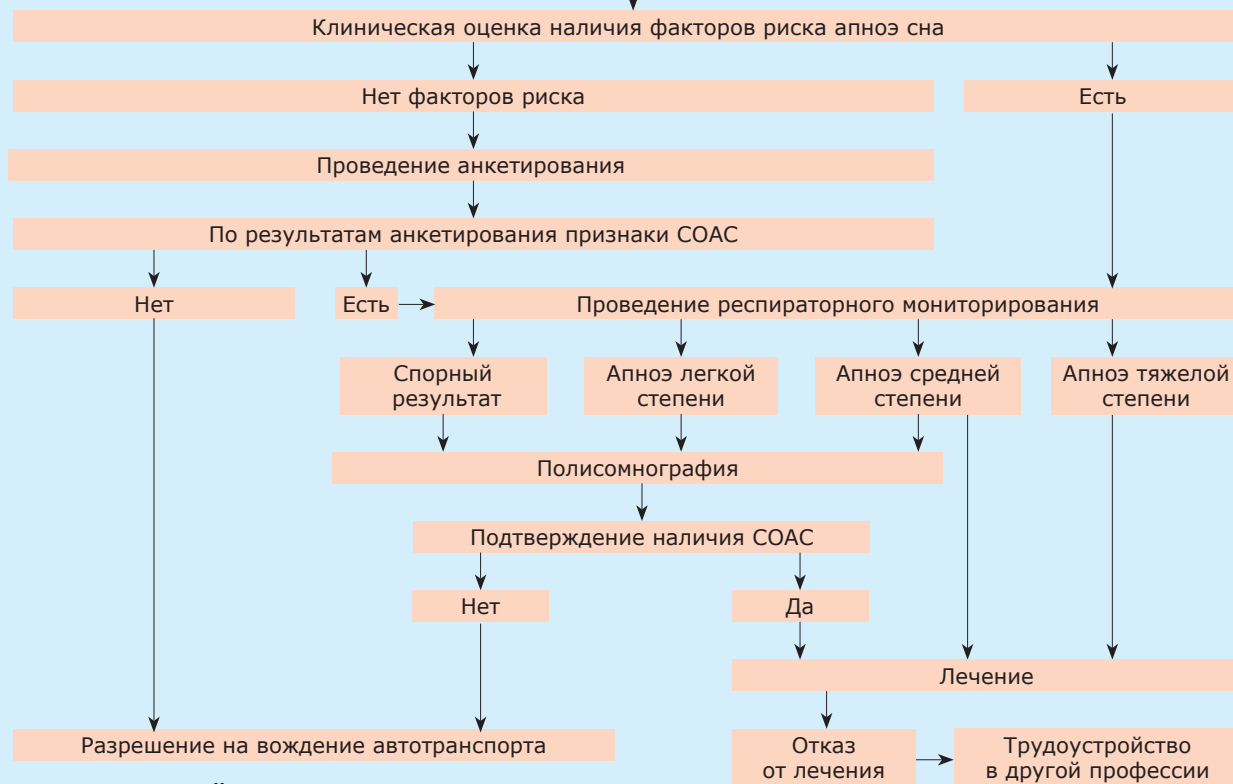 Клиническая оценка наличия факторов риска апноэ сна
Нет факторов риска
Есть
Проведение анкетирования
По результатам анкетирования признаки СОАС
Нет
Есть
Проведение респираторного мониторирования
Спорный
результат
Апноэ легкой
степени
Апноэ средней
степени
Апноэ тяжелой
степени
Полисомнография
Подтверждение наличия СОАС
Нет
Да
Лечение
Разрешение на вождение автотранспорта
Отказ
от лечения
Трудоустройство
в другой профессии